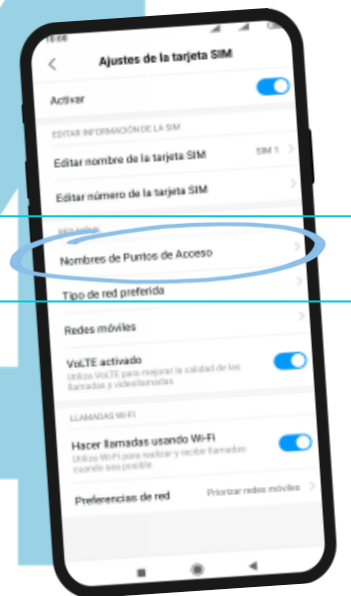 Ajustes de la tarjeta SIM
Activar
EDITAR INFORMACIÓN DE LA SIM
Editar nombre de la tarjeta SIM SIM 1
Editar número de la tarjeta SIM
RED MÓVIL
Nombres de Puntos de Acceso
Tipo de red preferida
Redes móviles
VoLTE activado
Utiliza VoLTE para mejorar la calidad de las
llamadas y videollamadas
LLAMADAS WI-FI
Hacer llamadas usando Wi-Fi
Utiliza Wi-Fi para realizar y recibir llamadas
cuando sea posible
Preferencias de red Priorizar redes móviles